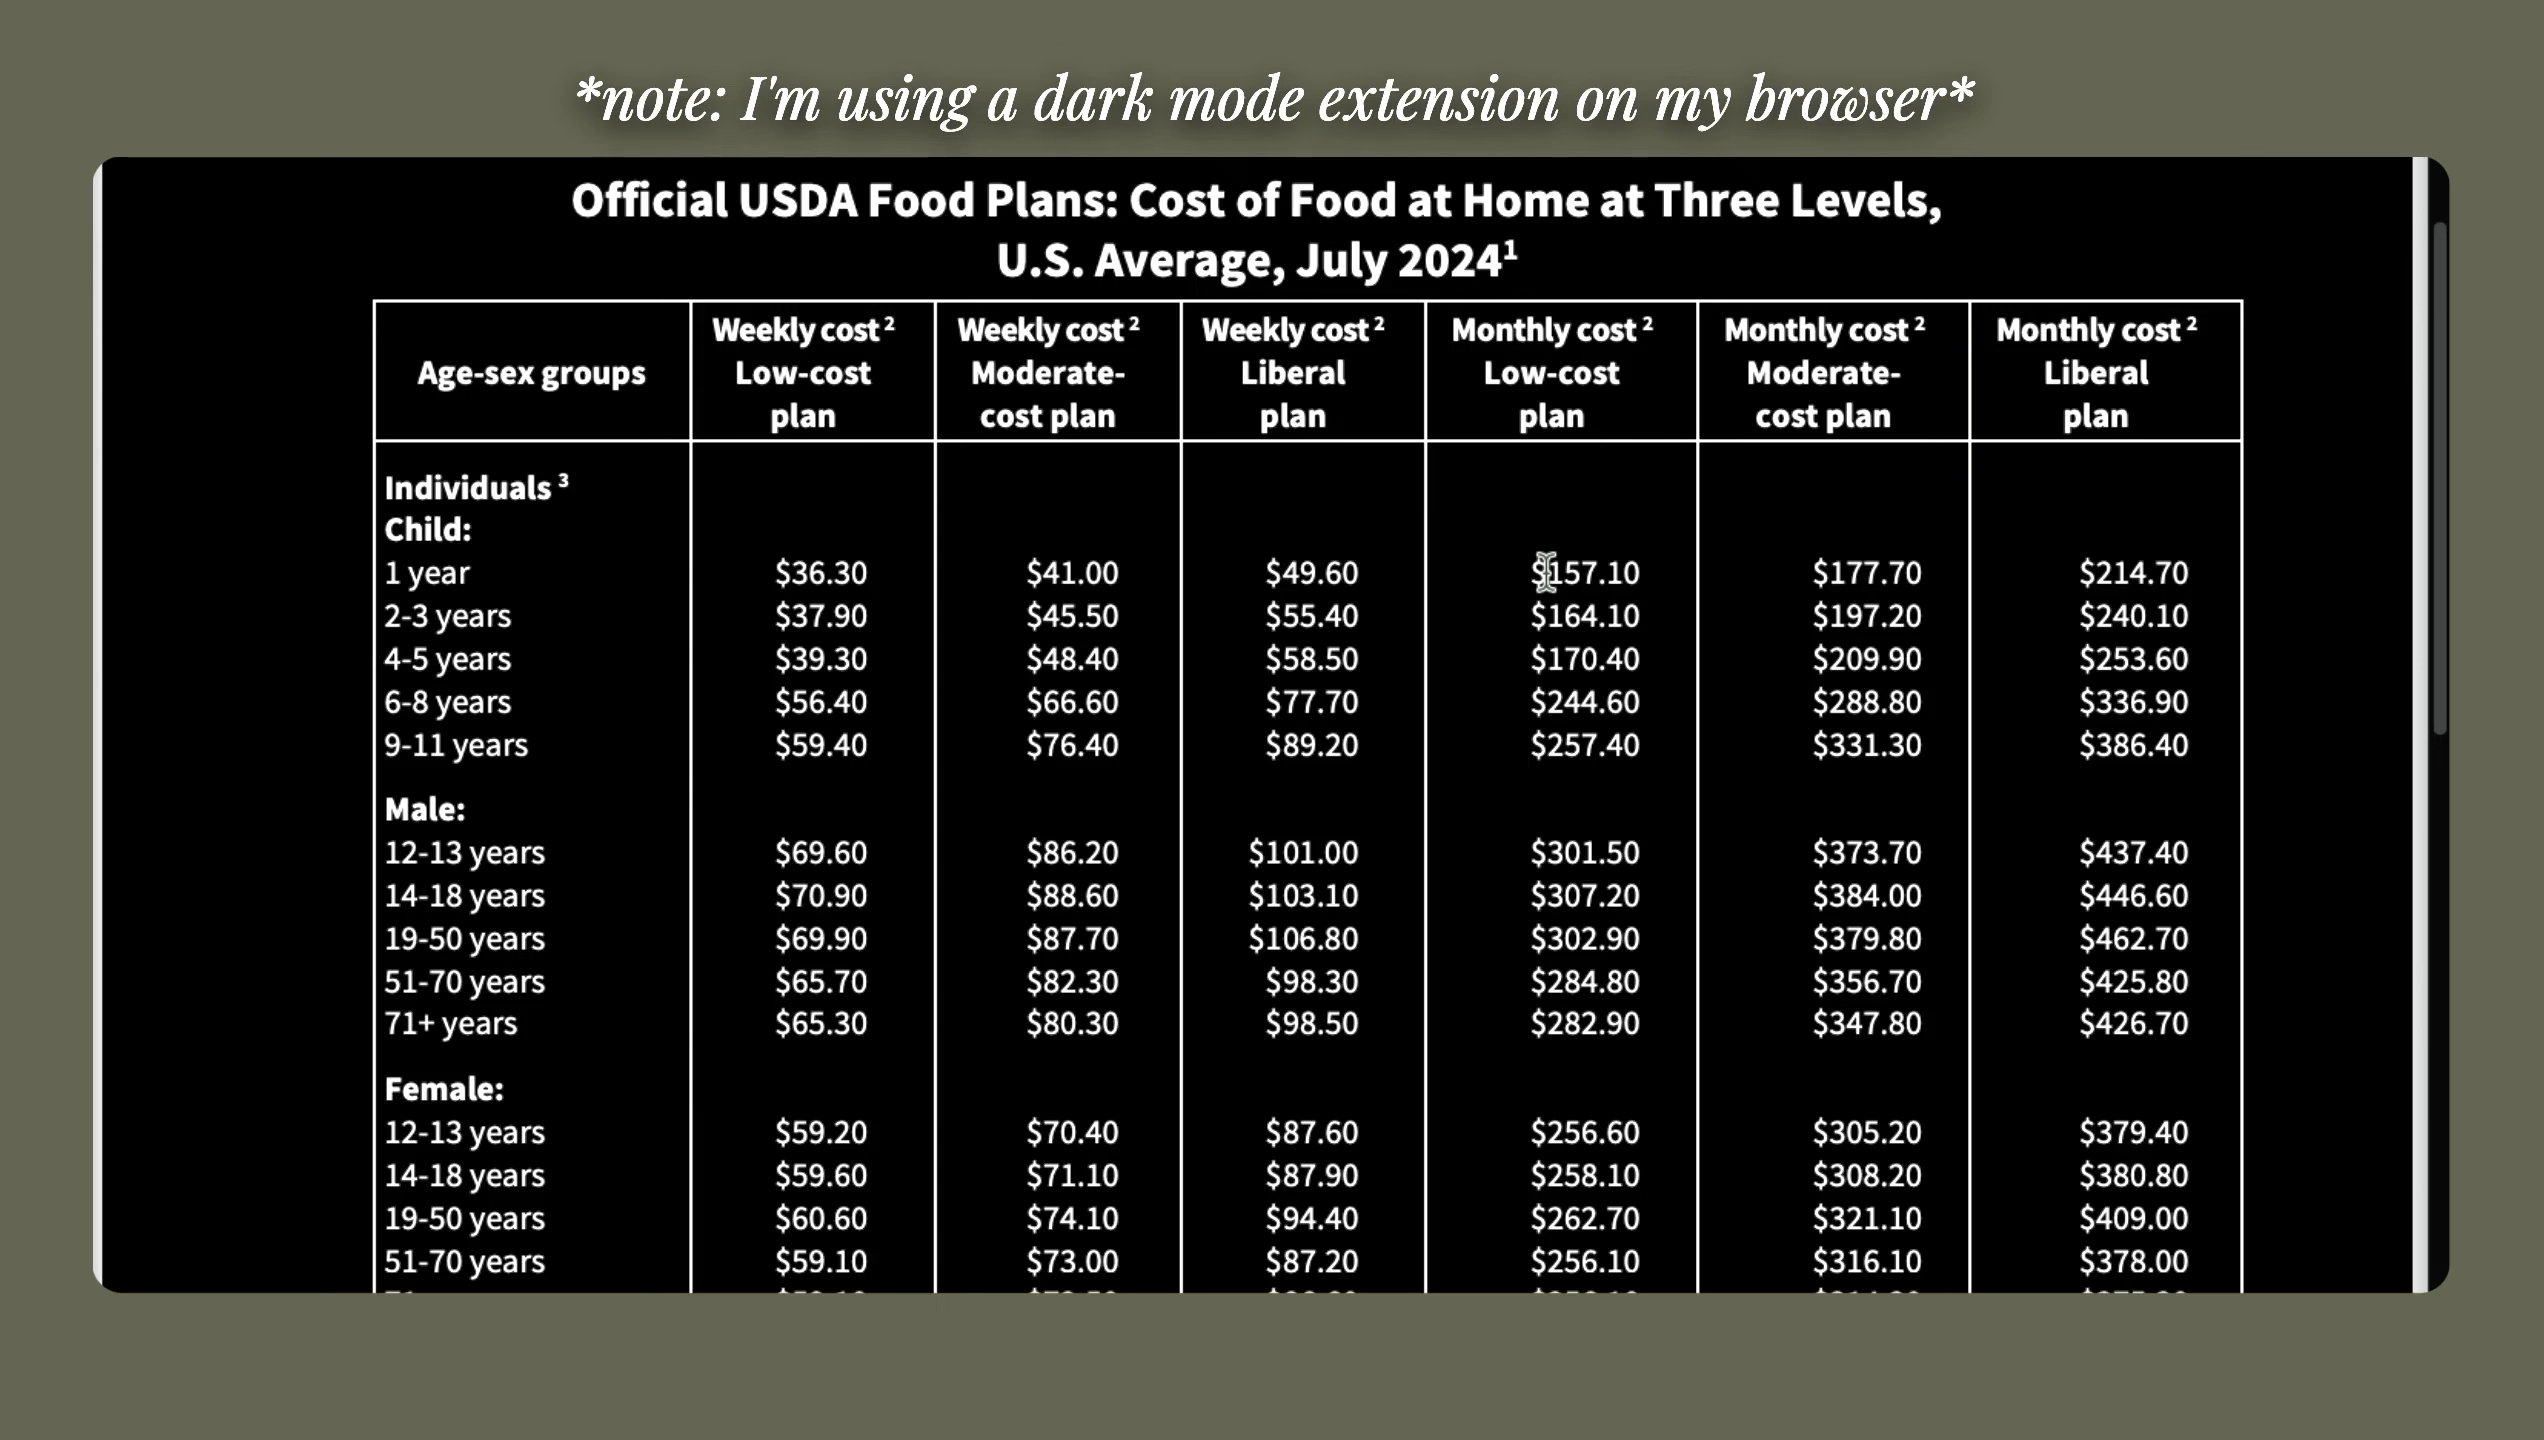 *note: I'm using a dark mode extension on my browser*
Official USDA Food Plans: Cost of Food at Home at Three Levels,
U.S. Average, July 2024¹
Age-sex groups Weekly cost ² Low-cost plan Weekly cost ² Moderate-cost plan Weekly cost ² Liberal plan Monthly cost ² Low-cost plan Monthly cost ² Moderate-cost plan Monthly cost ² Liberal plan
Individuals ³
Child:
1 year $36.30 $41.00 $49.60 $157.10 $177.70 $214.70
2-3 years $37.90 $45.50 $55.40 $164.10 $197.20 $240.10
4-5 years $39.30 $48.40 $58.50 $170.40 $209.90 $253.60
6-8 years $56.40 $66.60 $77.70 $244.60 $288.80 $336.90
9-11 years $59.40 $76.40 $89.20 $257.40 $331.30 $386.40
Male:
12-13 years $69.60 $86.20 $101.00 $301.50 $373.70 $437.40
14-18 years $70.90 $88.60 $103.10 $307.20 $384.00 $446.60
19-50 years $69.90 $87.70 $106.80 $302.90 $379.80 $462.70
51-70 years $65.70 $82.30 $98.30 $284.80 $356.70 $425.80
71+ years $65.30 $80.30 $98.50 $282.90 $347.80 $426.70
Female:
12-13 years $59.20 $70.40 $87.60 $256.60 $305.20 $379.40
14-18 years $59.60 $71.10 $87.90 $258.10 $308.20 $380.80
19-50 years $60.60 $74.10 $94.40 $262.70 $321.10 $409.00
51-70 years $59.10 $73.00 $87.20 $256.10 $316.10 $378.00